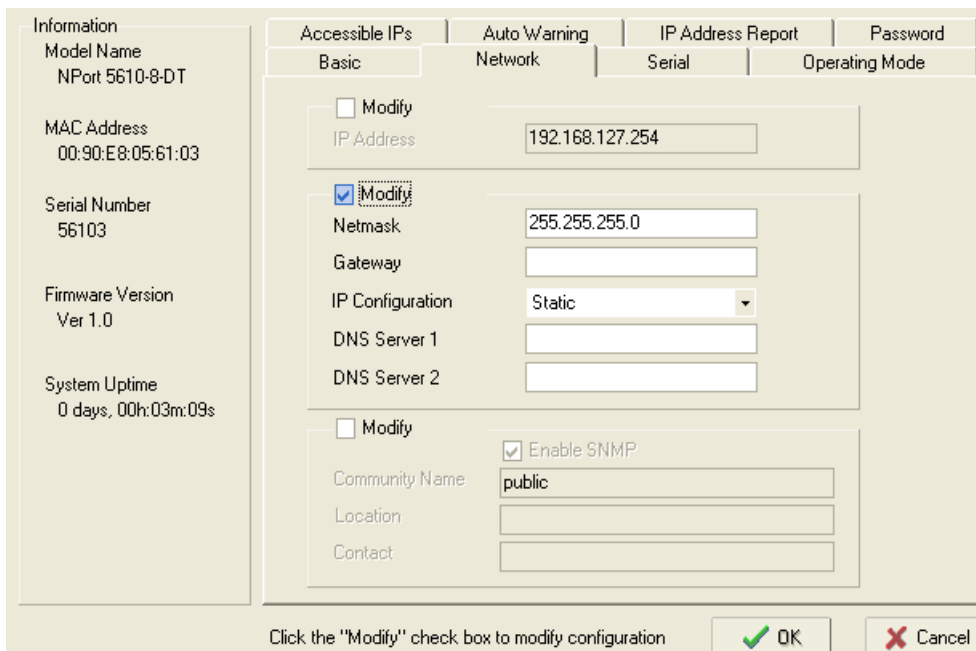 Information
Model Name
NPort 5610-8-DT
MAC Address
00:90:E8:05:61:03
Serial Number
56103
Firmware Version
Ver 1.0
System Uptime
0 days, 00h:03m:09s
Accessible IPs
Auto Warning
IP Address Report
Password
Basic
Network
Serial
Operating Mode
Modify
IP Address 192.168.127.254
Modify
Netmask 255.255.255.0
Gateway
IP Configuration Static
DNS Server 1
DNS Server 2
Modify
Enable SNMP
Community Name public
Location
Contact
Click the "Modify" check box to modify configuration
OK
Cancel